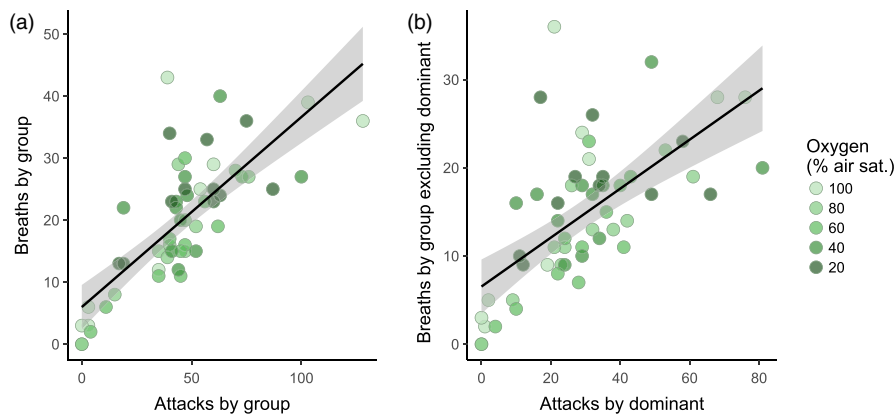 (a)
50
40
30
20
10
0
Breaths by group
0
50
100
Attacks by group
(b)
30
20
10
0
Breaths by group excluding dominant
0
20
40
60
80
Attacks by dominant
Oxygen
(% air sat.)
100
80
60
40
20